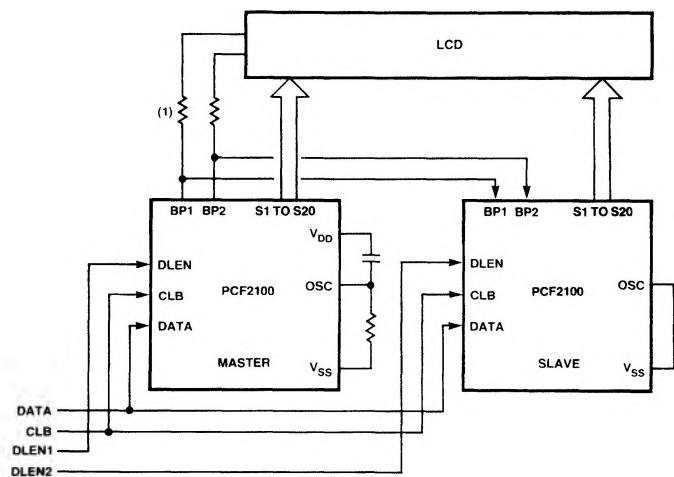 LCD
(1)
BP1 BP2 S1 TO S20
BP1 BP2 S1 TO S20
VDD
DLEN
DLEN
CLB PCF2100 OSC
CLB PCF2100 OSC
DATA
DATA
MASTER VSS
SLAVE VSS
DATA
CLB
DLEN1
DLEN2